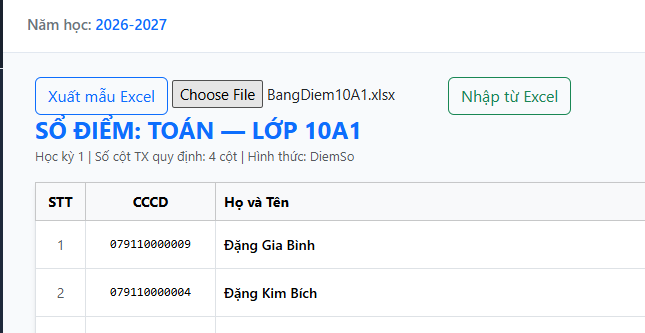 Năm học: 2026-2027
Xuất mẫu Excel Choose File BangDiem10A1.xlsx Nhập từ Excel
SỔ ĐIỂM: TOÁN — LỚP 10A1
Học kỳ 1 | Số cột TX quy định: 4 cột | Hình thức: DiemSo
STT CCCD Họ và Tên
1 079110000009 Đặng Gia Bình
2 079110000004 Đặng Kim Bích